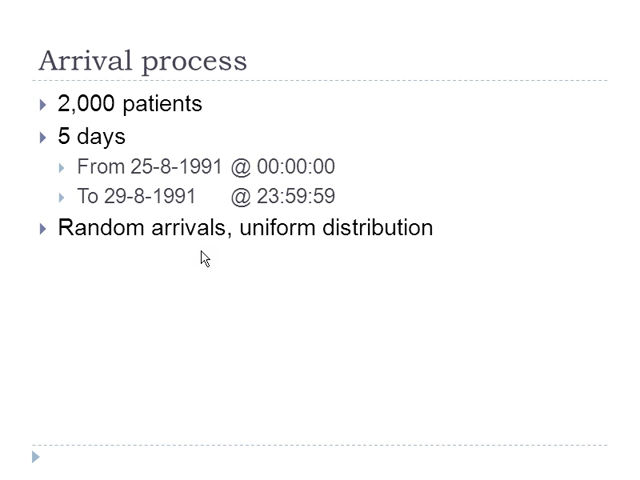 Arrival process
2,000 patients
5 days
From 25-8-1991 @ 00:00:00
To 29-8-1991 @ 23:59:59
Random arrivals, uniform distribution